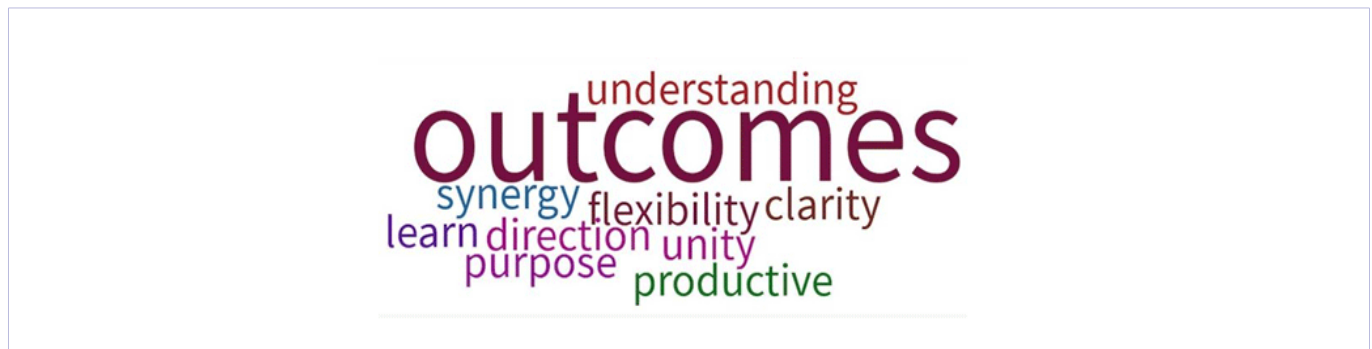 understanding
outcomes
synergy flexibility clarity
learn direction unity
purpose
productive